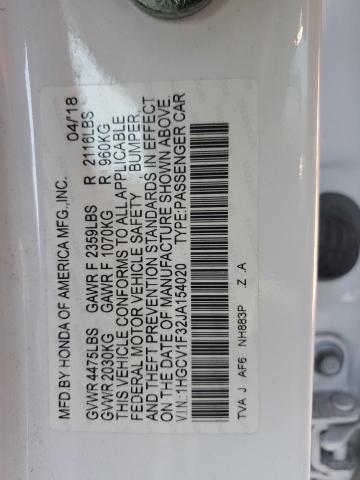 MFD BY HONDA OF AMERICA MFG.,INC. 04/18
GVWR 4475LBS GAWR F 2359LBS R 2116LBS
GVWR 2030KG GAWR F 1070KG R 960KG
THIS VEHICLE CONFORMS TO ALL APPLICABLE
FEDERAL MOTOR VEHICLE SAFETY, BUMPER,
AND THEFT PREVENTION STANDARDS IN EFFECT
ON THE DATE OF MANUFACTURE SHOWN ABOVE.
V.I.N.:1HGCV1F32JA154020 TYPE:PASSENGER CAR
TVA J AF6 NH883P .Z .A